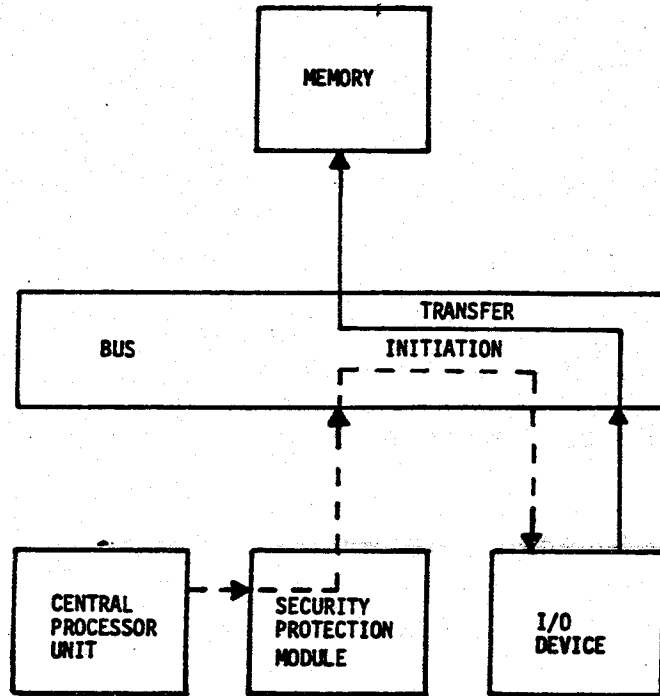 MEMORY
TRANSFER
BUS
INITIATION
CENTRAL
PROCESSOR
UNIT
SECURITY
PROTECTION
MODULE
I/O
DEVICE